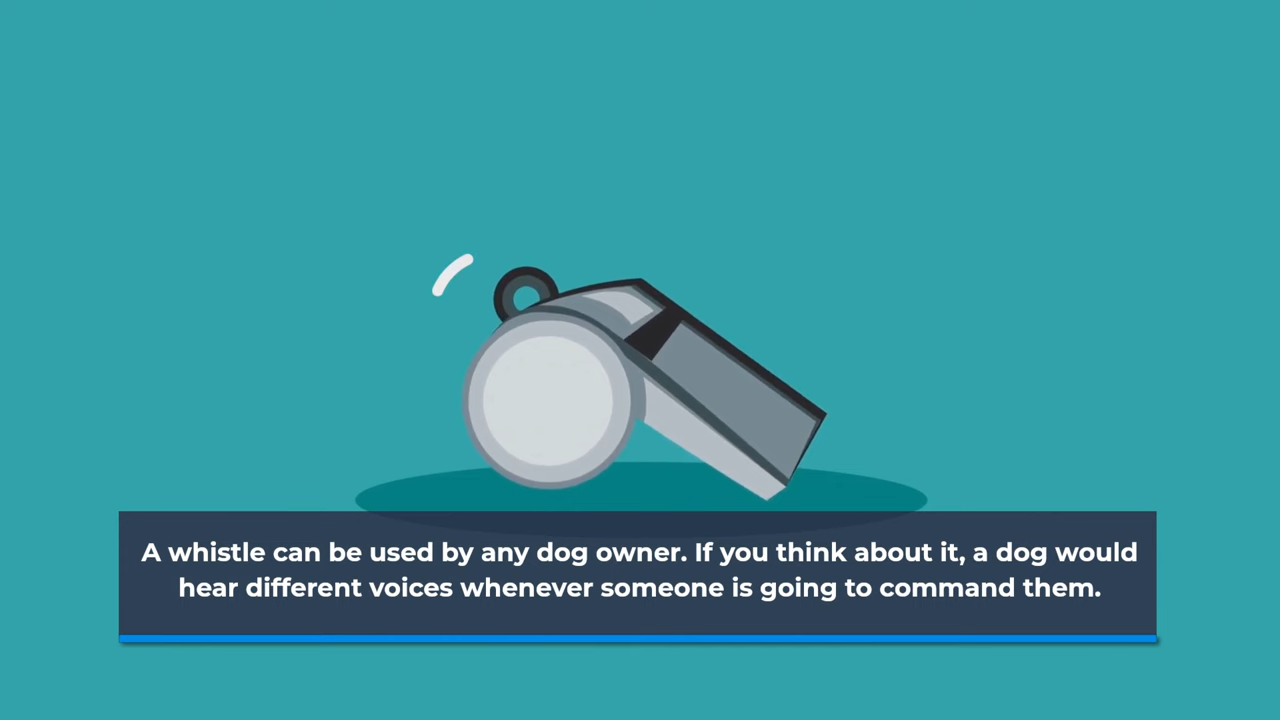 A whistle can be used by any dog owner. If you think about it, a dog would
hear different voices whenever someone is going to command them.